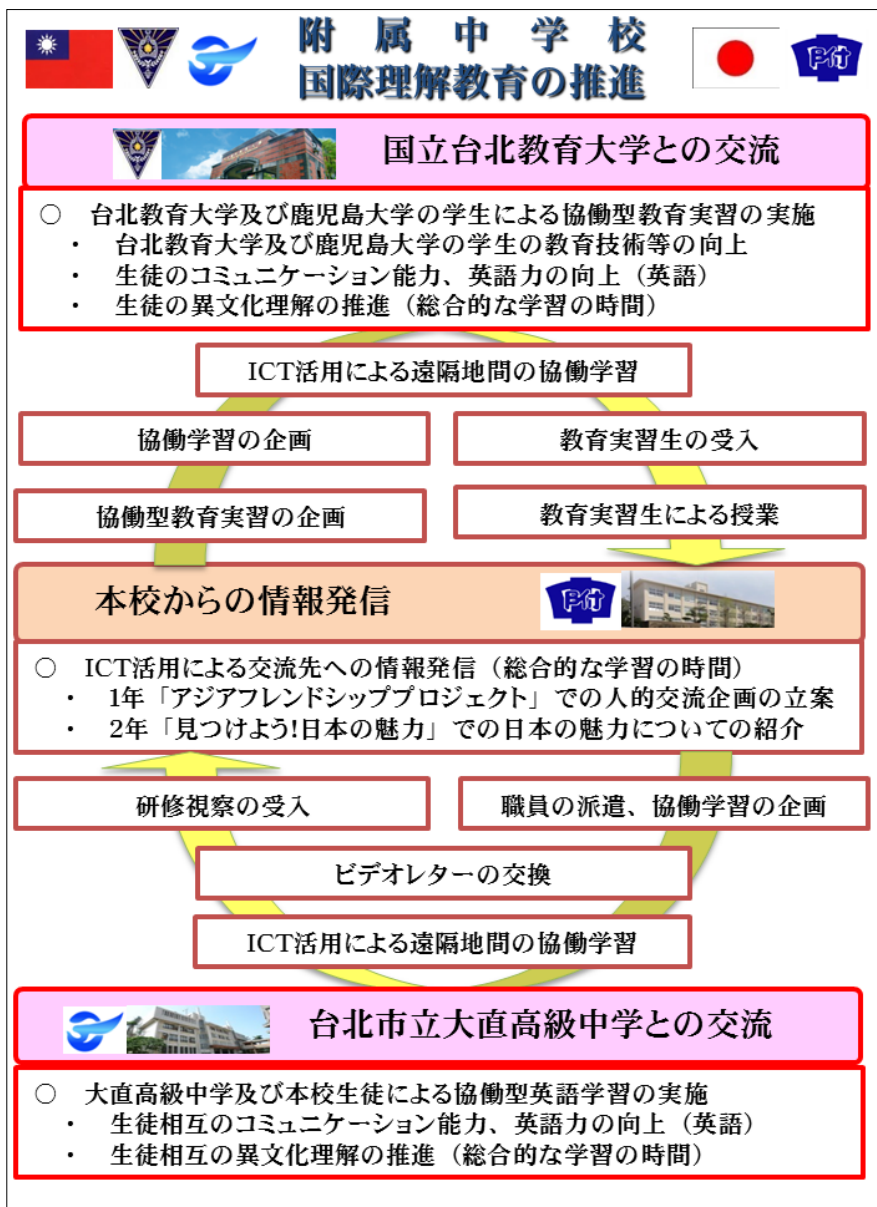 附属中学校
国際理解教育の推進
附中
国立台北教育大学との交流
○ 台北教育大学及び鹿児島大学の学生による協働型教育実習の実施
・ 台北教育大学及び鹿児島大学の学生の教育技術等の向上
・ 生徒のコミュニケーション能力、英語力の向上（英語）
・ 生徒の異文化理解の推進（総合的な学習の時間）
ICT活用による遠隔地間の協働学習
協働学習の企画
教育実習生の受入
協働型教育実習の企画
教育実習生による授業
本校からの情報発信
附中
○ ICT活用による交流先への情報発信（総合的な学習の時間）
・ 1年「アジアフレンドシッププロジェクト」での人的交流企画の立案
・ 2年「見つけよう!日本の魅力」での日本の魅力についての紹介
研修視察の受入
職員の派遣、協働学習の企画
ビデオレターの交換
ICT活用による遠隔地間の協働学習
台北市立大直高級中学との交流
○ 大直高級中学及び本校生徒による協働型英語学習の実施
・ 生徒相互のコミュニケーション能力、英語力の向上（英語）
・ 生徒相互の異文化理解の推進（総合的な学習の時間）